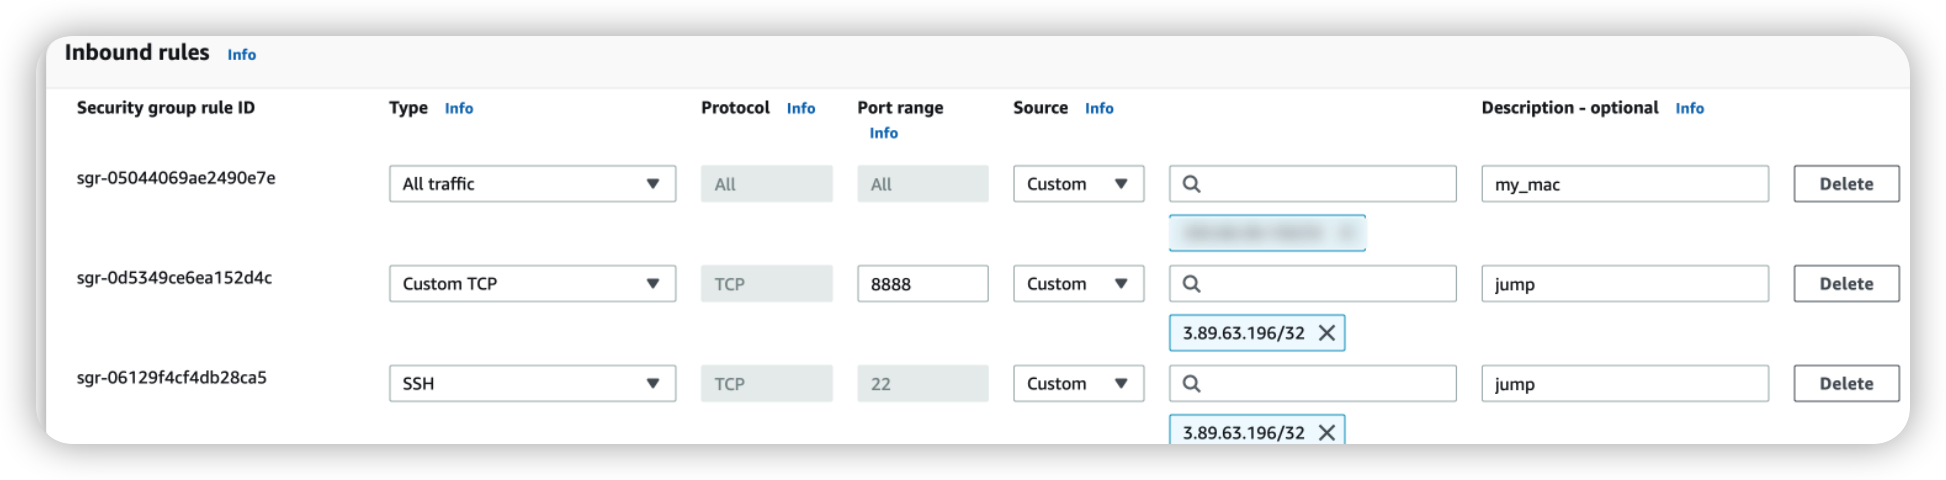 Inbound rules Info
Security group rule ID Type Info Protocol Info Port range Info Source Info Description - optional Info
sgr-05044069ae2490e7e All traffic All All Custom my_mac Delete
sgr-0d5349ce6ea152d4c Custom TCP TCP 8888 Custom jump Delete
3.89.63.196/32
sgr-06129f4cf4db28ca5 SSH TCP 22 Custom jump Delete
3.89.63.196/32